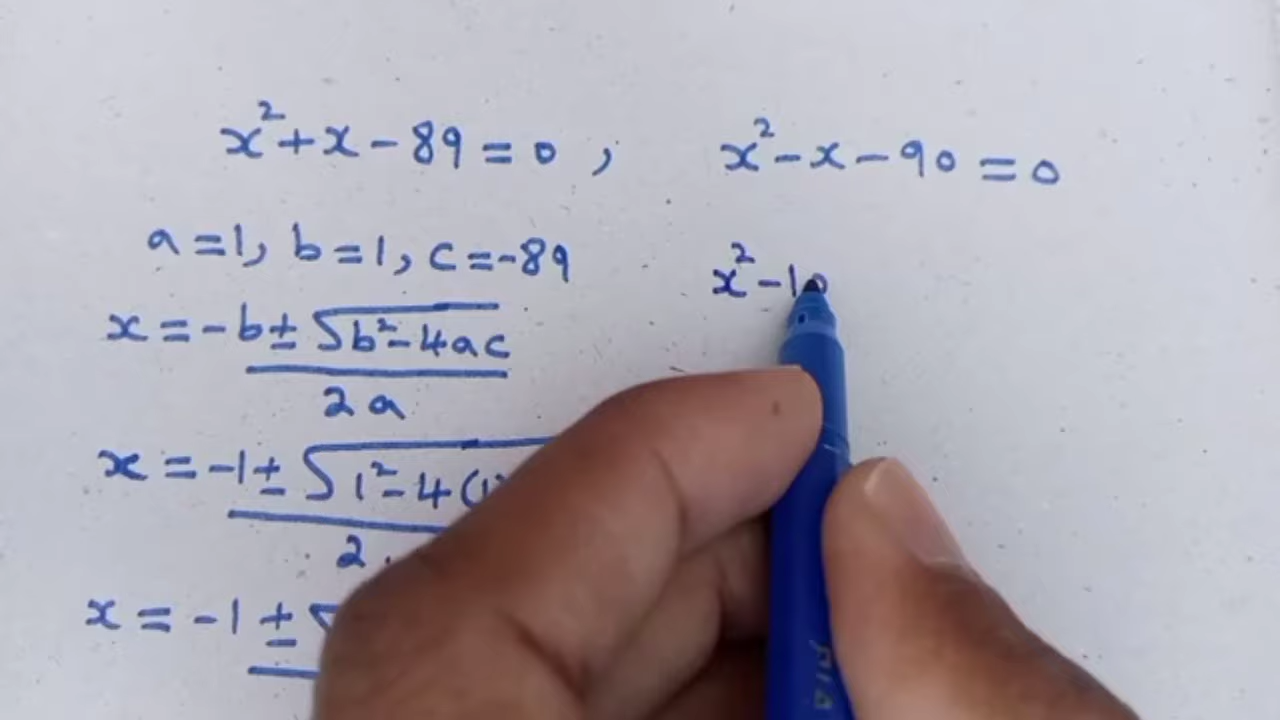 x²+x-89=0, x²-x-90=0
a=1, b=1, c=-89
x²-10
x=-b±√b²-4ac
2a
x=-1±√1²-4(1)
2
x=-1±√